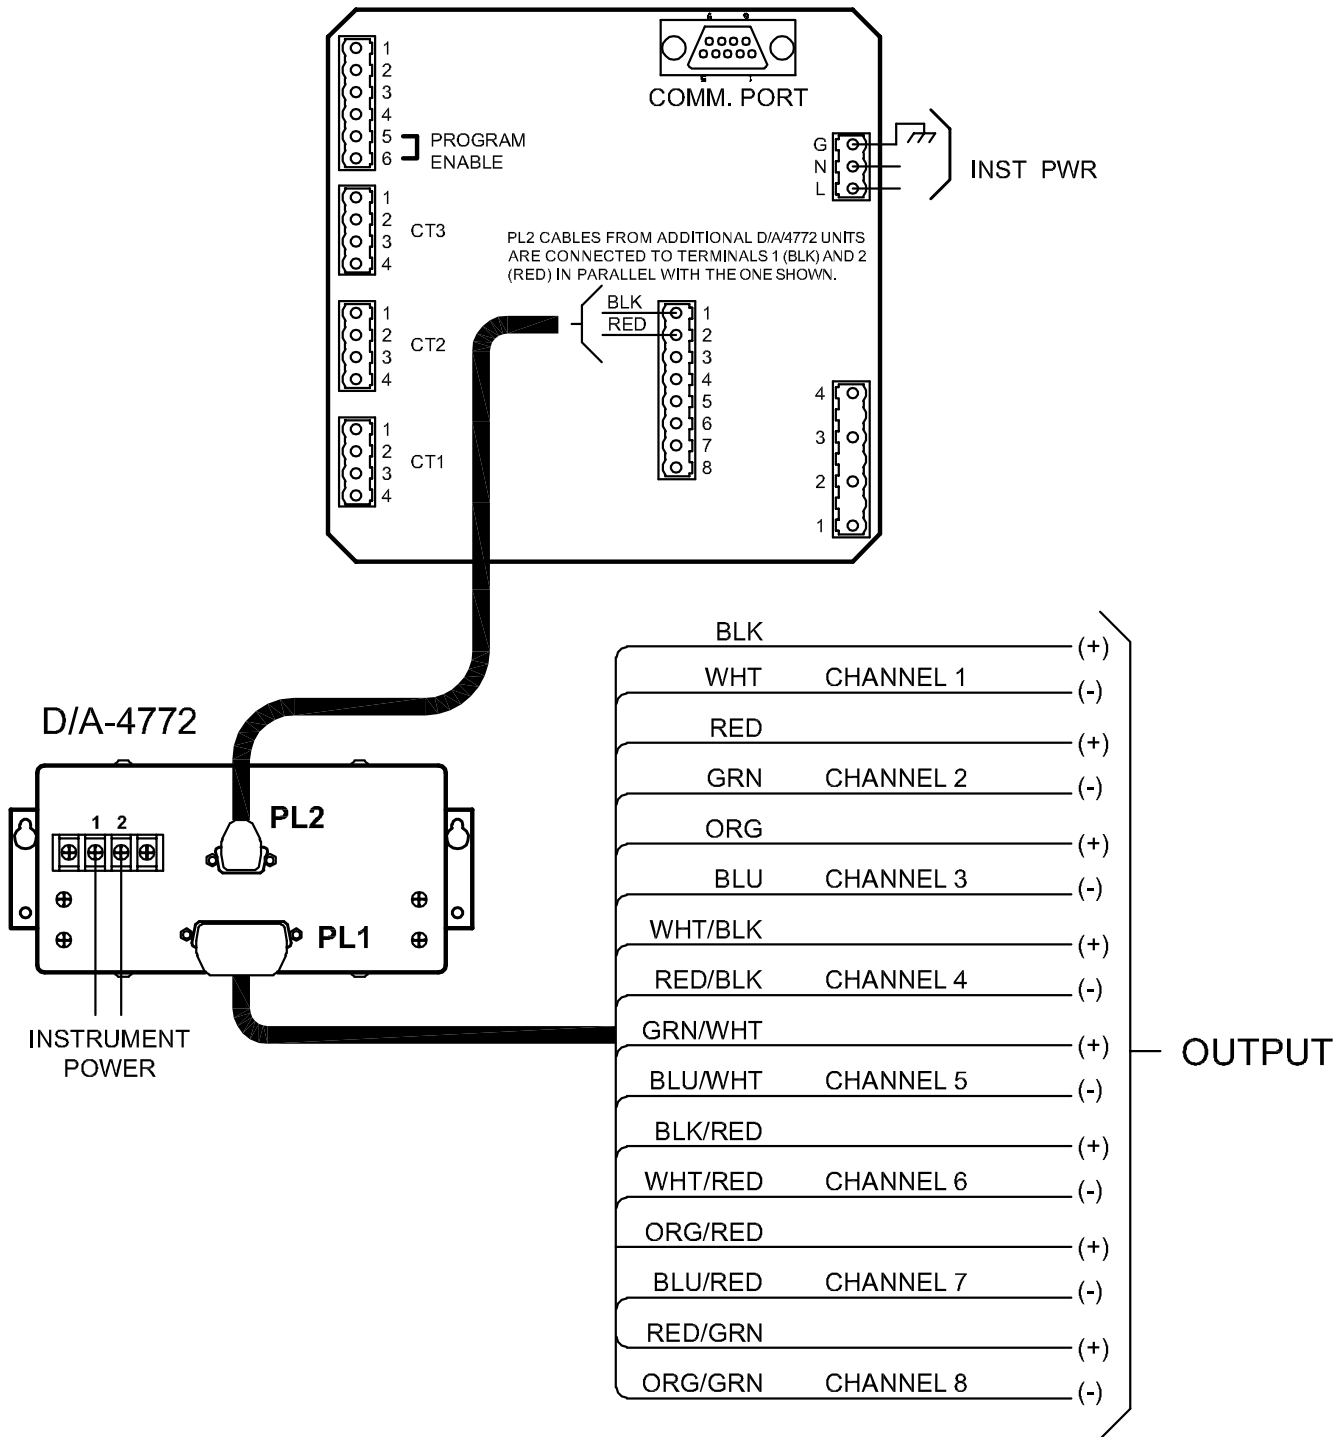 1
2
3
4
5
6
PROGRAM
ENABLE
COMM. PORT
G
N
L
INST PWR
1
2
3
4
CT3
PL2 CABLES FROM ADDITIONAL D/A/4772 UNITS
ARE CONNECTED TO TERMINALS 1 (BLK) AND 2
(RED) IN PARALLEL WITH THE ONE SHOWN.
1
2
3
4
CT2
BLK
RED
1
2
3
4
5
6
7
8
1
2
3
4
CT1
4
3
2
1
D/A-4772
1 2
PL2
PL1
INSTRUMENT
POWER
BLK (+)
WHT CHANNEL 1 (-)
RED (+)
GRN CHANNEL 2 (-)
ORG (+)
BLU CHANNEL 3 (-)
WHT/BLK (+)
RED/BLK CHANNEL 4 (-)
GRN/WHT (+)
BLU/WHT CHANNEL 5 (-)
BLK/RED (+)
WHT/RED CHANNEL 6 (-)
ORG/RED (+)
BLU/RED CHANNEL 7 (-)
RED/GRN (+)
ORG/GRN CHANNEL 8 (-)
OUTPUT